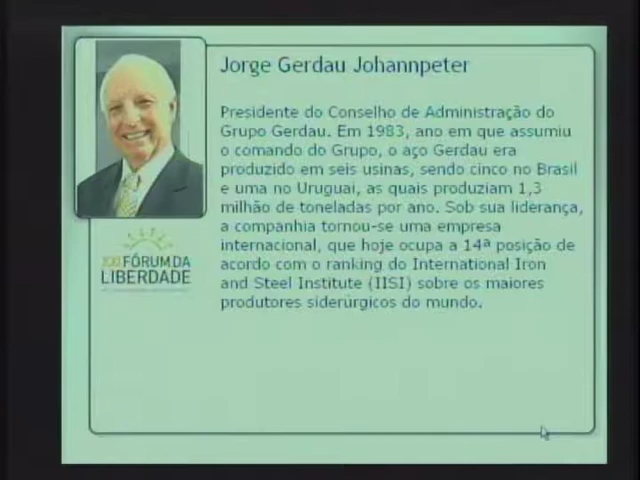 Jorge Gerdau Johannpeter
Presidente do Conselho de Administração do
Grupo Gerdau. Em 1983, ano em que assumiu
o comando do Grupo, o aço Gerdau era
produzido em seis usinas, sendo cinco no Brasil
e uma no Uruguai, as quais produziam 1,3
milhão de toneladas por ano. Sob sua liderança,
a companhia tornou-se uma empresa
internacional, que hoje ocupa a 14ª posição de
acordo com o ranking do International Iron
and Steel Institute (IISI) sobre os maiores
produtores siderúrgicos do mundo.
XXI FÓRUM DA
LIBERDADE